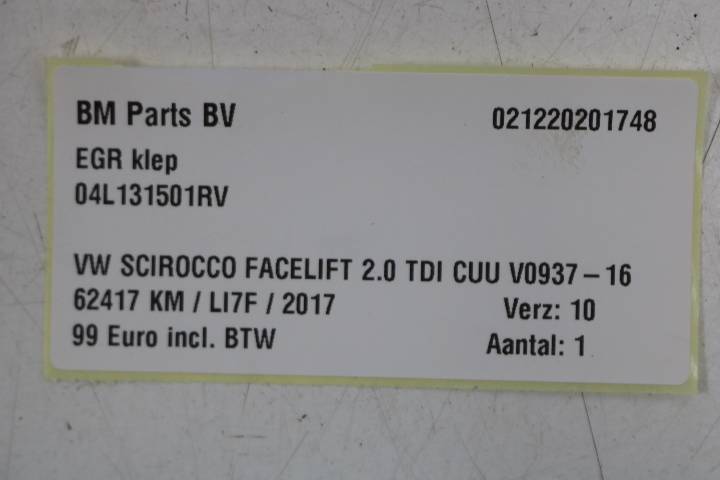 BM Parts BV 021220201748
EGR klep
04L131501RV
VW SCIROCCO FACELIFT 2.0 TDI CUU V0937-16
62417 KM / LI7F / 2017 Verz: 10
99 Euro incl. BTW Aantal: 1